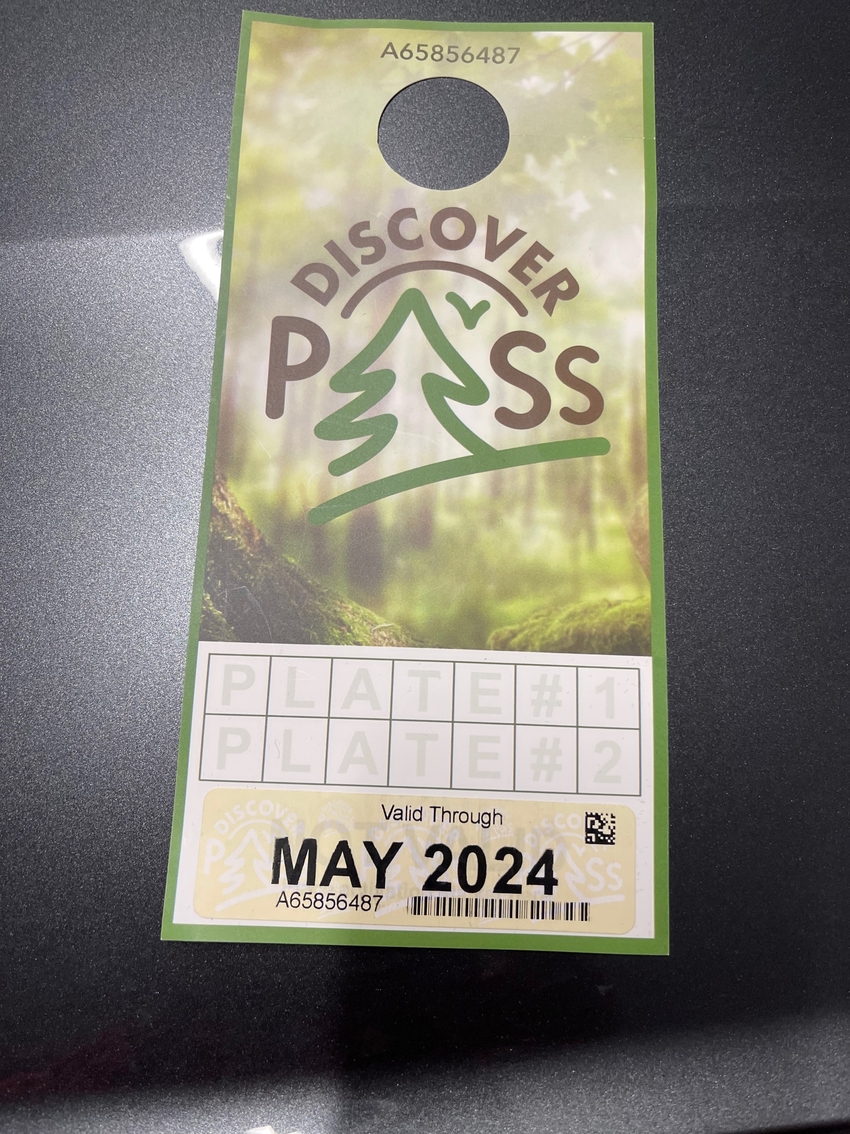 A65856487
DISCOVER
PASS
PLATE#1
PLATE#2
Valid Through
MAY 2024
A65856487